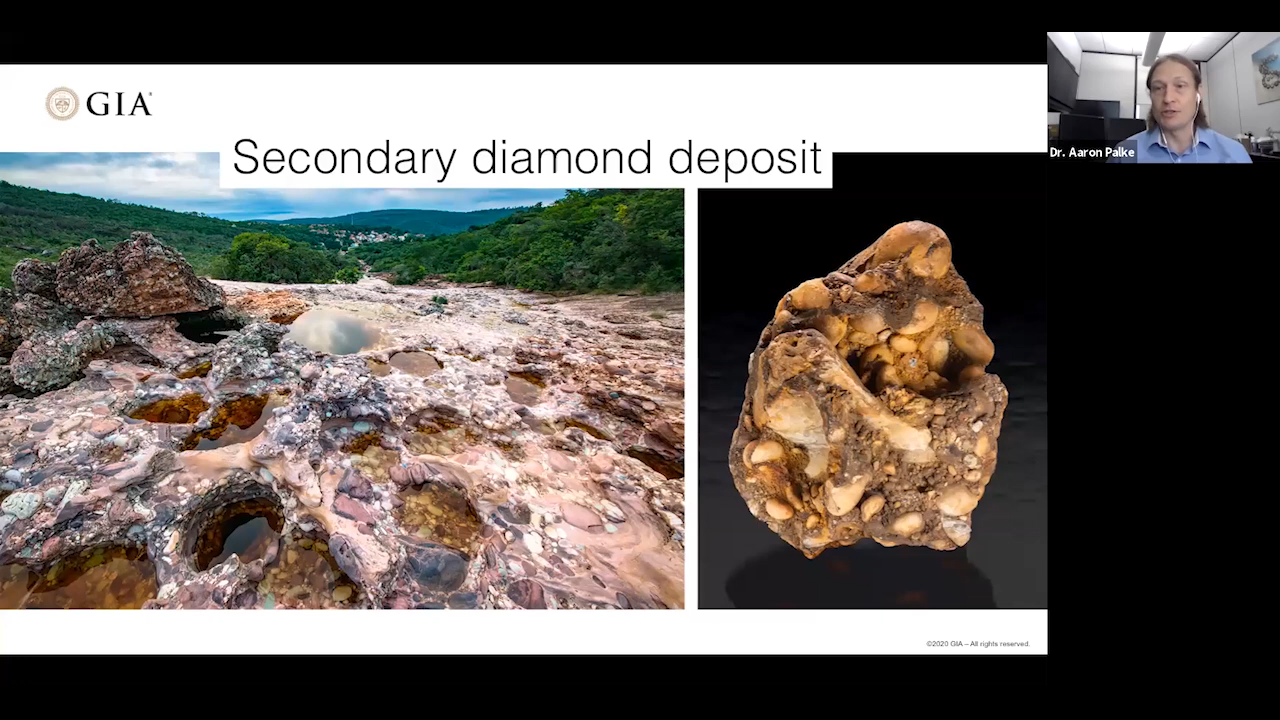 GIA
Secondary diamond deposit
Dr. Aaron Palke
©2020 GIA – All rights reserved.